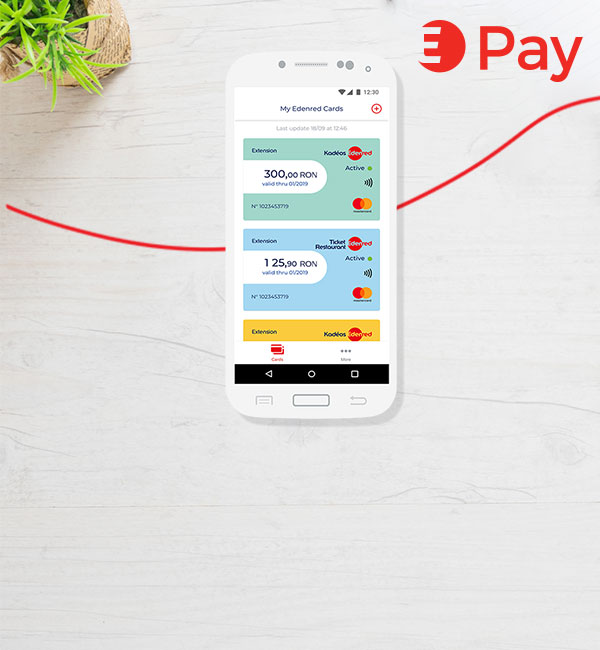 Pay
12:30
My Edenred Cards
Last update 18/09 at 12:46
Extension
Kadéos Edenred
Active
300,00 RON
valid thru 01/2019
N° 1023453719
mastercard
Extension
Ticket
Restaurant Edenred
Active
1 25,90 RON
valid thru 01/2019
N° 1023453719
mastercard
Extension
Kadéos Edenred
Cards
More